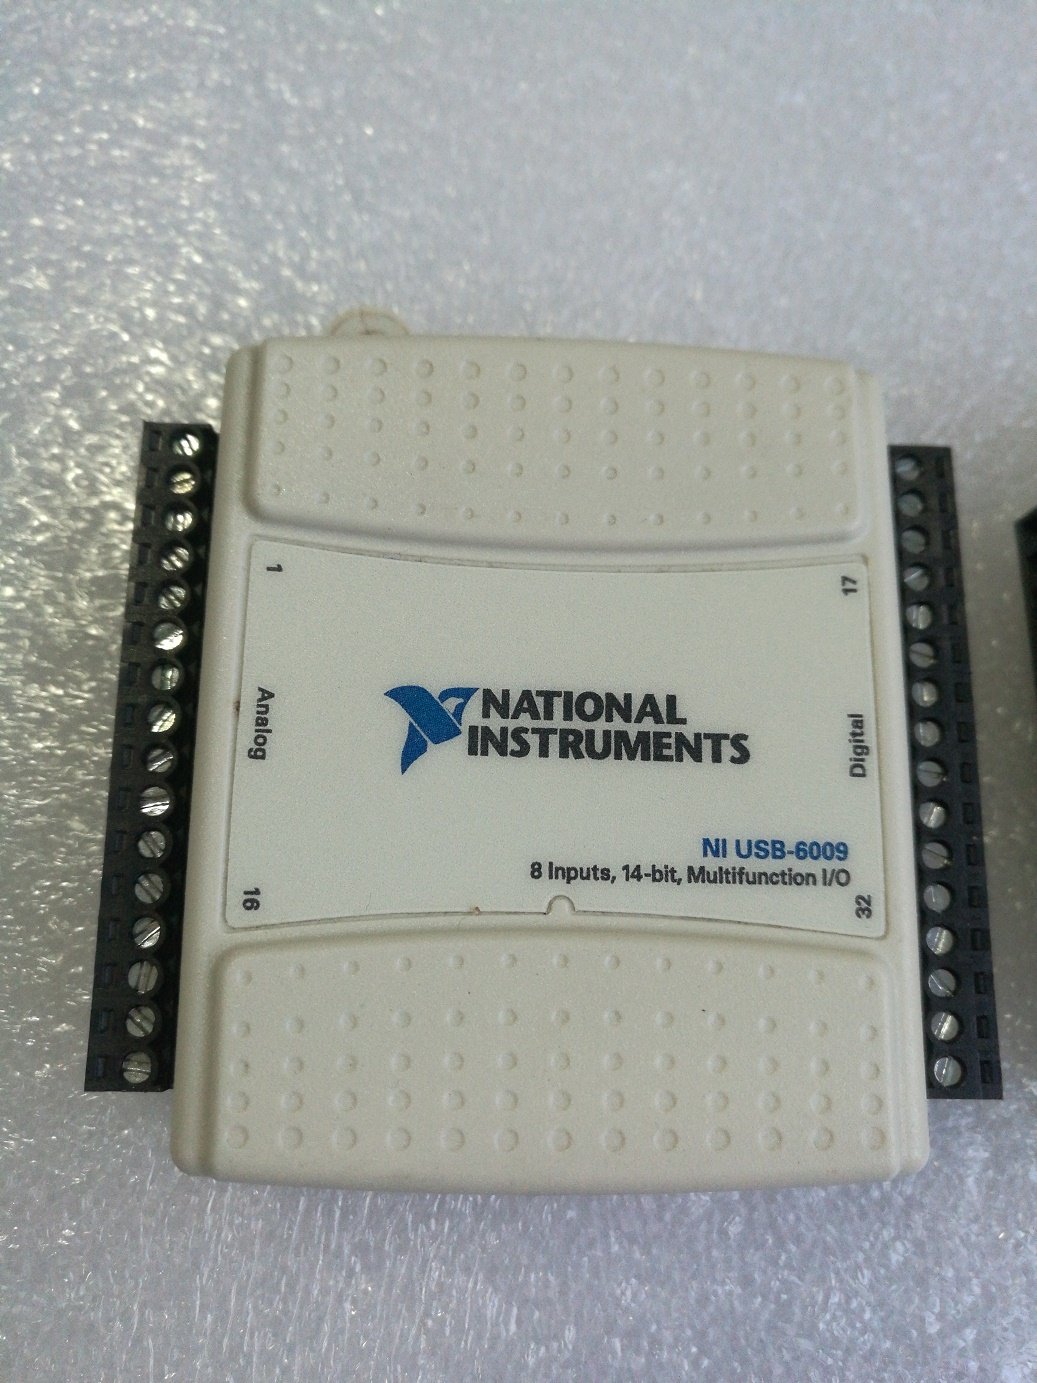 1
17
NATIONAL
INSTRUMENTS
Analog
Digital
NI USB-6009
8 Inputs, 14-bit, Multifunction I/O
16
32